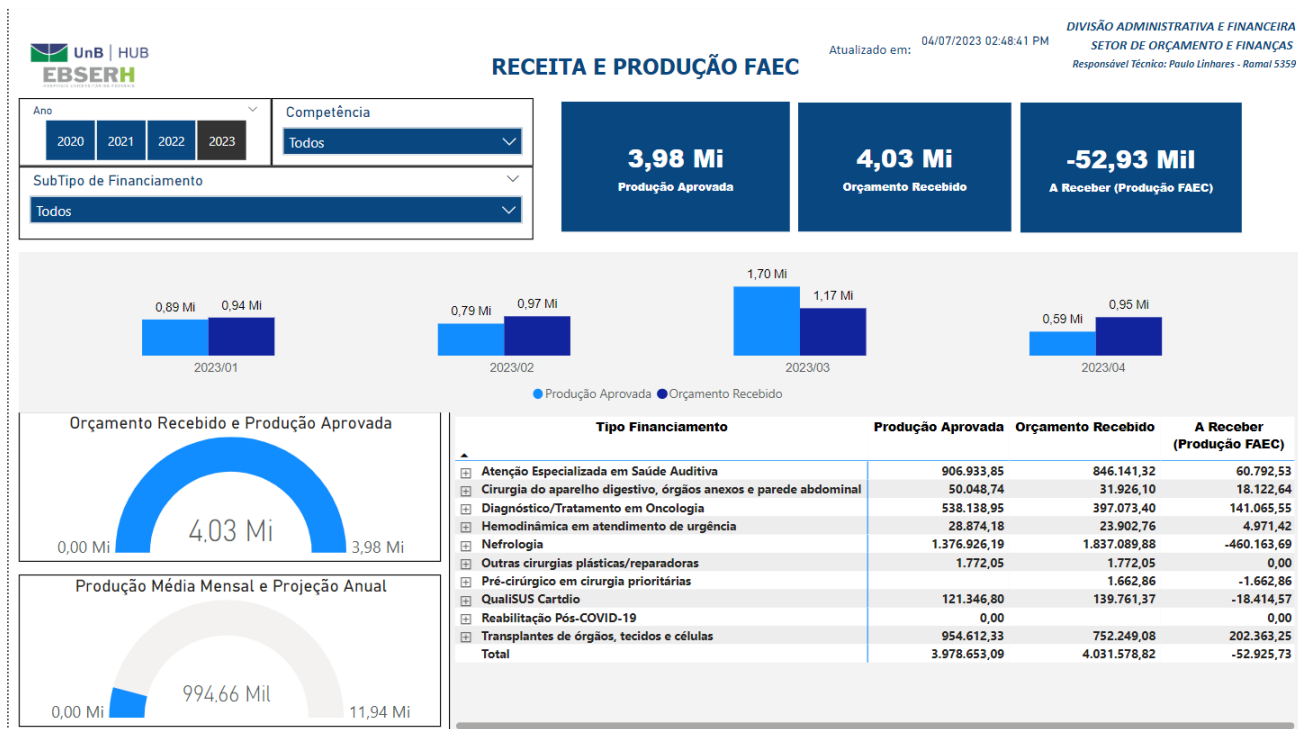 DIVISÃO ADMINISTRATIVA E FINANCEIRA
SETOR DE ORÇAMENTO E FINANÇAS
Responsável Técnico: Paulo Linhares - Ramal 5359
Atualizado em: 04/07/2023 02:48:41 PM
UnB | HUB
EBSERH
RECEITA E PRODUÇÃO FAEC
Ano
2020 2021 2022 2023
Competência
Todos
SubTipo de Financiamento
Todos
3,98 Mi
Produção Aprovada
4,03 Mi
Orçamento Recebido
-52,93 Mil
A Receber (Produção FAEC)
0,89 Mi 0,94 Mi
0,79 Mi 0,97 Mi
1,70 Mi 1,17 Mi
0,59 Mi 0,95 Mi
2023/01 2023/02 2023/03 2023/04
Produção Aprovada Orçamento Recebido
Orçamento Recebido e Produção Aprovada
4,03 Mi
0,00 Mi 3,98 Mi
Produção Média Mensal e Projeção Anual
994,66 Mil
0,00 Mi 11,94 Mi
Tipo Financiamento Produção Aprovada Orçamento Recebido A Receber
(Produção FAEC)
Atenção Especializada em Saúde Auditiva 906.933,85 846.141,32 60.792,53
Cirurgia do aparelho digestivo, órgãos anexos e parede abdominal 50.048,74 31.926,10 18.122,64
Diagnóstico/Tratamento em Oncologia 538.138,95 397.073,40 141.065,55
Hemodinâmica em atendimento de urgência 28.874,18 23.902,76 4.971,42
Nefrologia 1.376.926,19 1.837.089,88 -460.163,69
Outras cirurgias plásticas/reparadoras 1.772,05 1.772,05 0,00
Pré-cirúrgico em cirurgia prioritárias 1.662,86 -1.662,86
QualiSUS Cartdio 121.346,80 139.761,37 -18.414,57
Reabilitação Pós-COVID-19 0,00 0,00
Transplantes de órgãos, tecidos e células 954.612,33 752.249,08 202.363,25
Total 3.978.653,09 4.031.578,82 -52.925,73